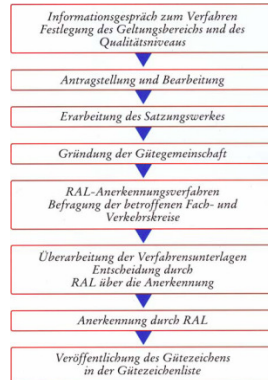 Informationsgespräch zum Verfahren
Festlegung des Geltungsbereichs und des
Qualitätsniveaus
Antragstellung und Bearbeitung
Erarbeitung des Satzungswerkes
Gründung der Gütegemeinschaft
RAL-Anerkennungsverfahren
Befragung der betroffenen Fach- und
Verkehrskreise
Überarbeitung der Verfahrensunterlagen
Entscheidung durch
RAL über die Anerkennung
Anerkennung durch RAL
Veröffentlichung des Gütezeichens
in der Gütezeichenliste